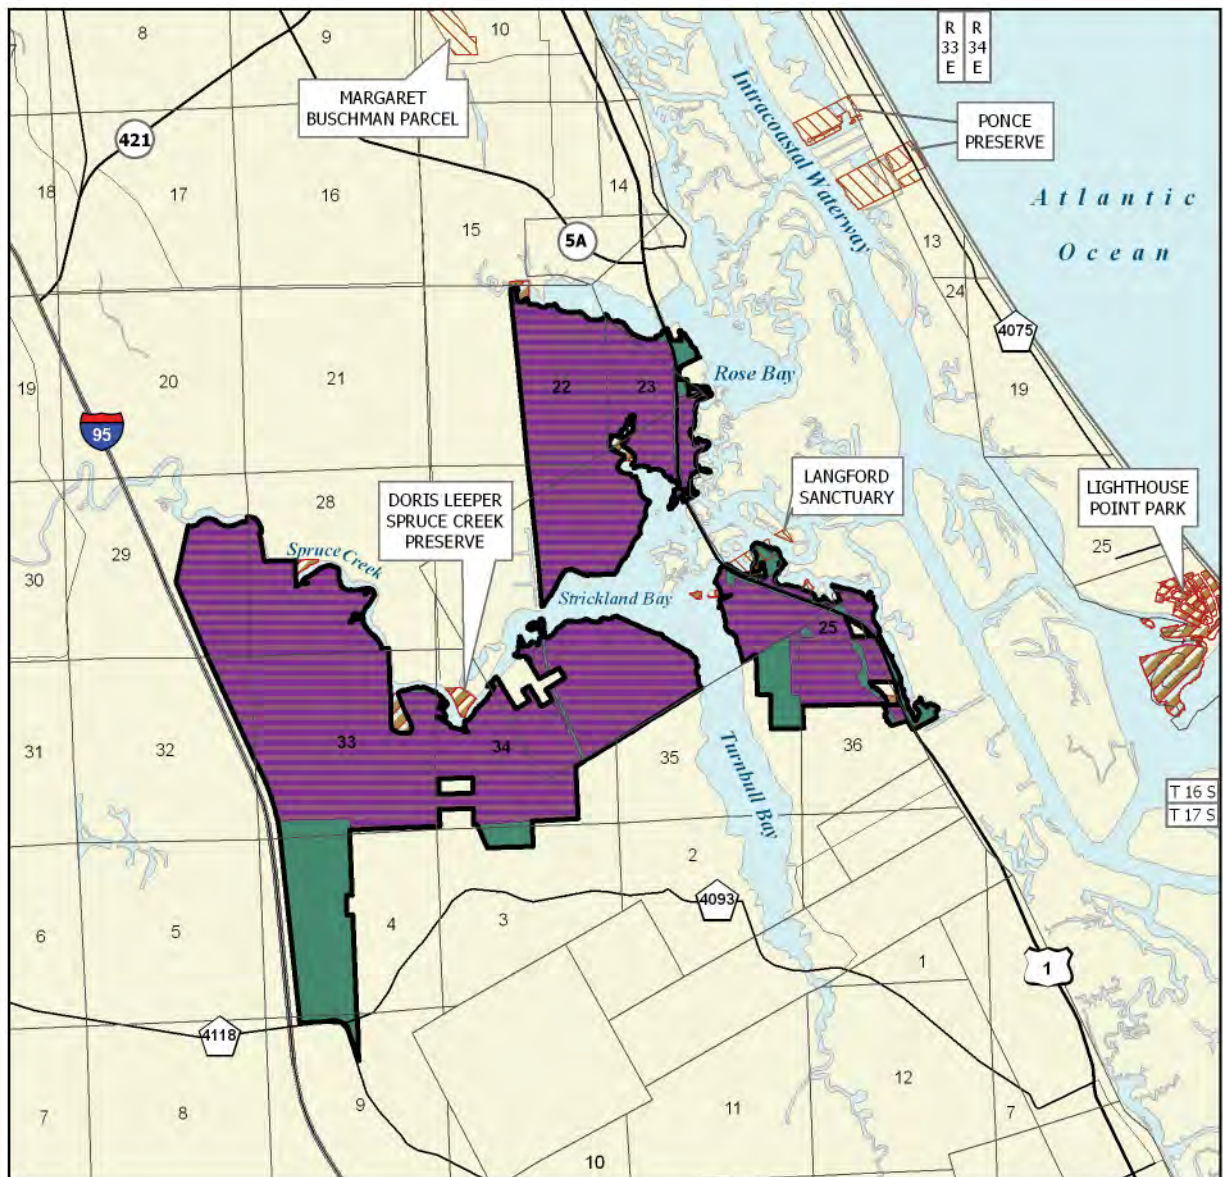 8
9
10
R
33
E
R
34
E
7
MARGARET
BUSCHMAN PARCEL
Intracoastal Waterway
PONCE
PRESERVE
421
18
17
16
14
Atlantic
Ocean
15
5A
13
24
4075
19
20
21
22
23
Rose Bay
19
95
28
DORIS LEEPER
SPRUCE CREEK
PRESERVE
LANGFORD
SANCTUARY
LIGHTHOUSE
POINT PARK
29
Spruce Creek
25
30
Strickland Bay
25
31
32
33
34
35
Turnbull Bay
36
T 16 S
T 17 S
2
4093
6
5
4
3
1
1
4118
12
7
8
9
11
7
10